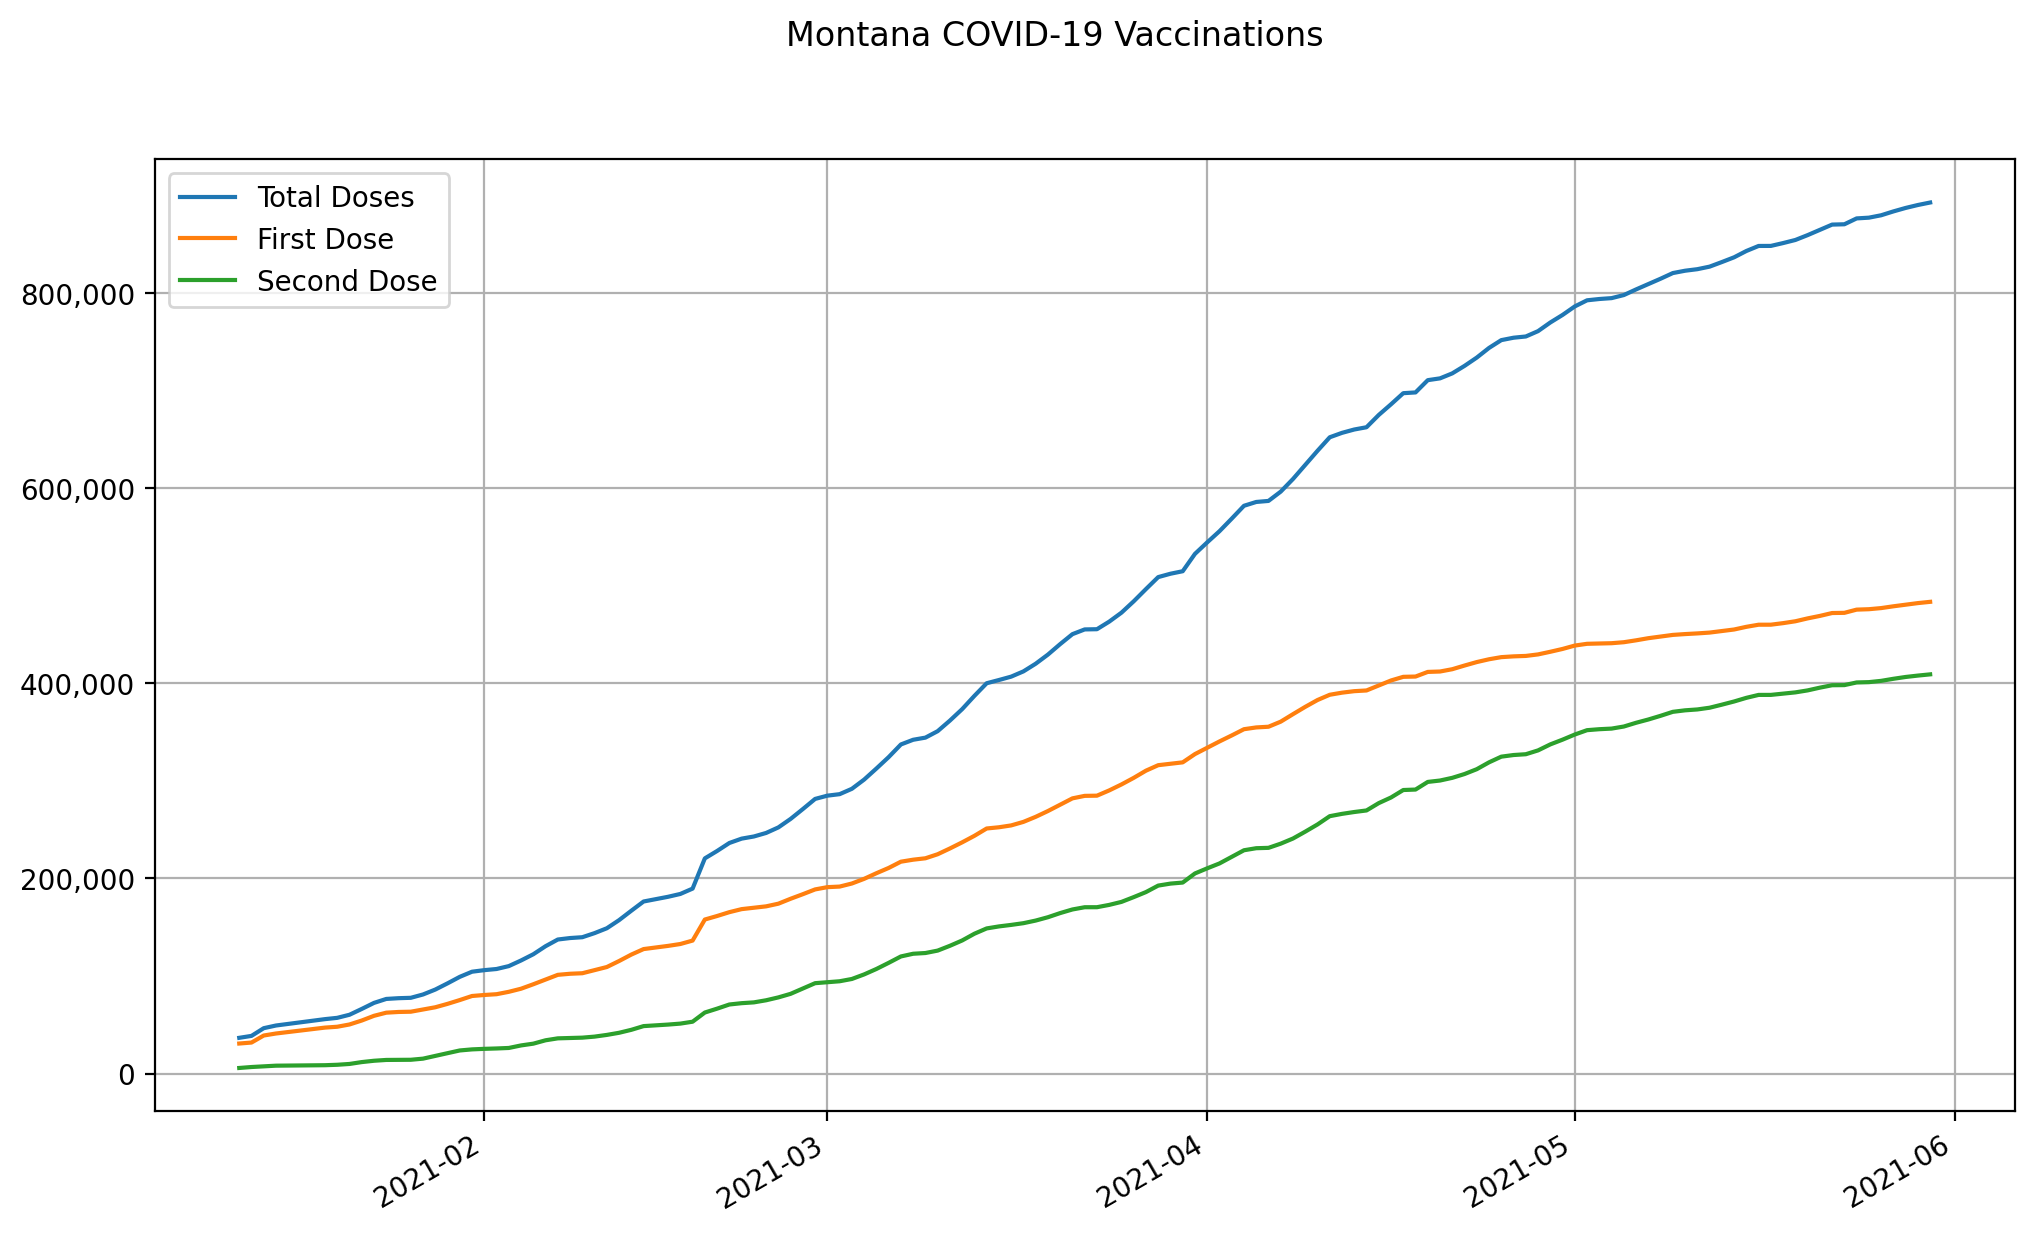 Montana COVID-19 Vaccinations
Total Doses
First Dose
Second Dose
800,000
600,000
400,000
200,000
0
2021-02
2021-03
2021-04
2021-05
2021-06